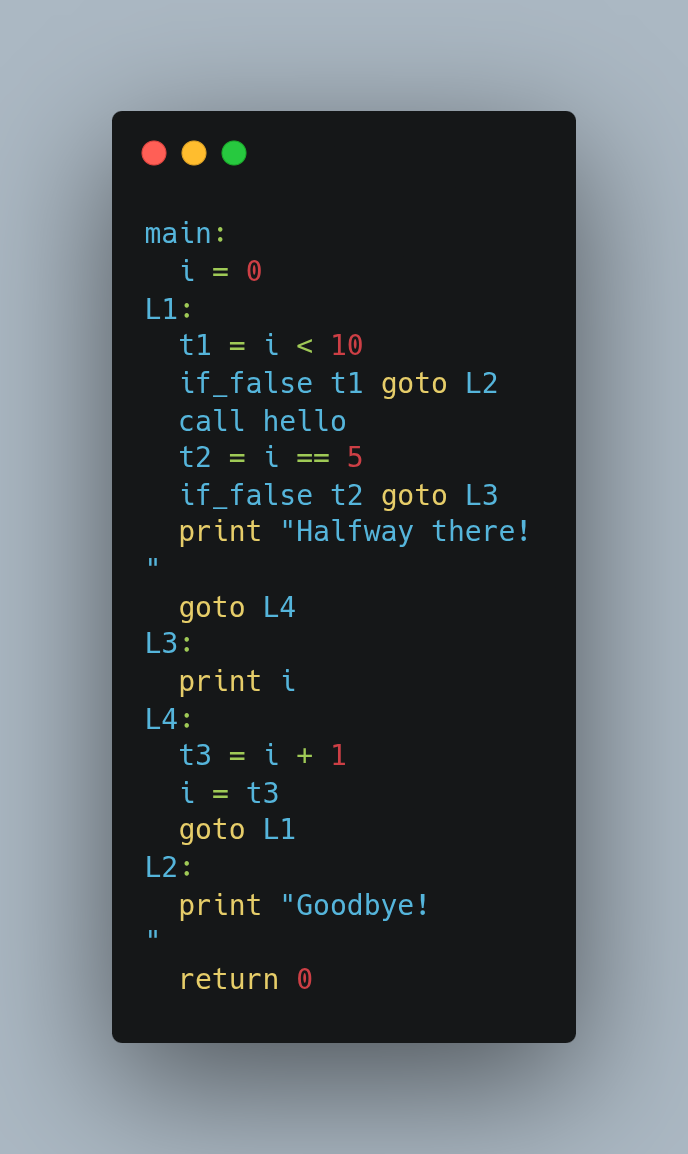 main:
  i = 0
L1:
  t1 = i < 10
  if_false t1 goto L2
  call hello
  t2 = i == 5
  if_false t2 goto L3
  print "Halfway there!
"
  goto L4
L3:
  print i
L4:
  t3 = i + 1
  i = t3
  goto L1
L2:
  print "Goodbye!
"
  return 0